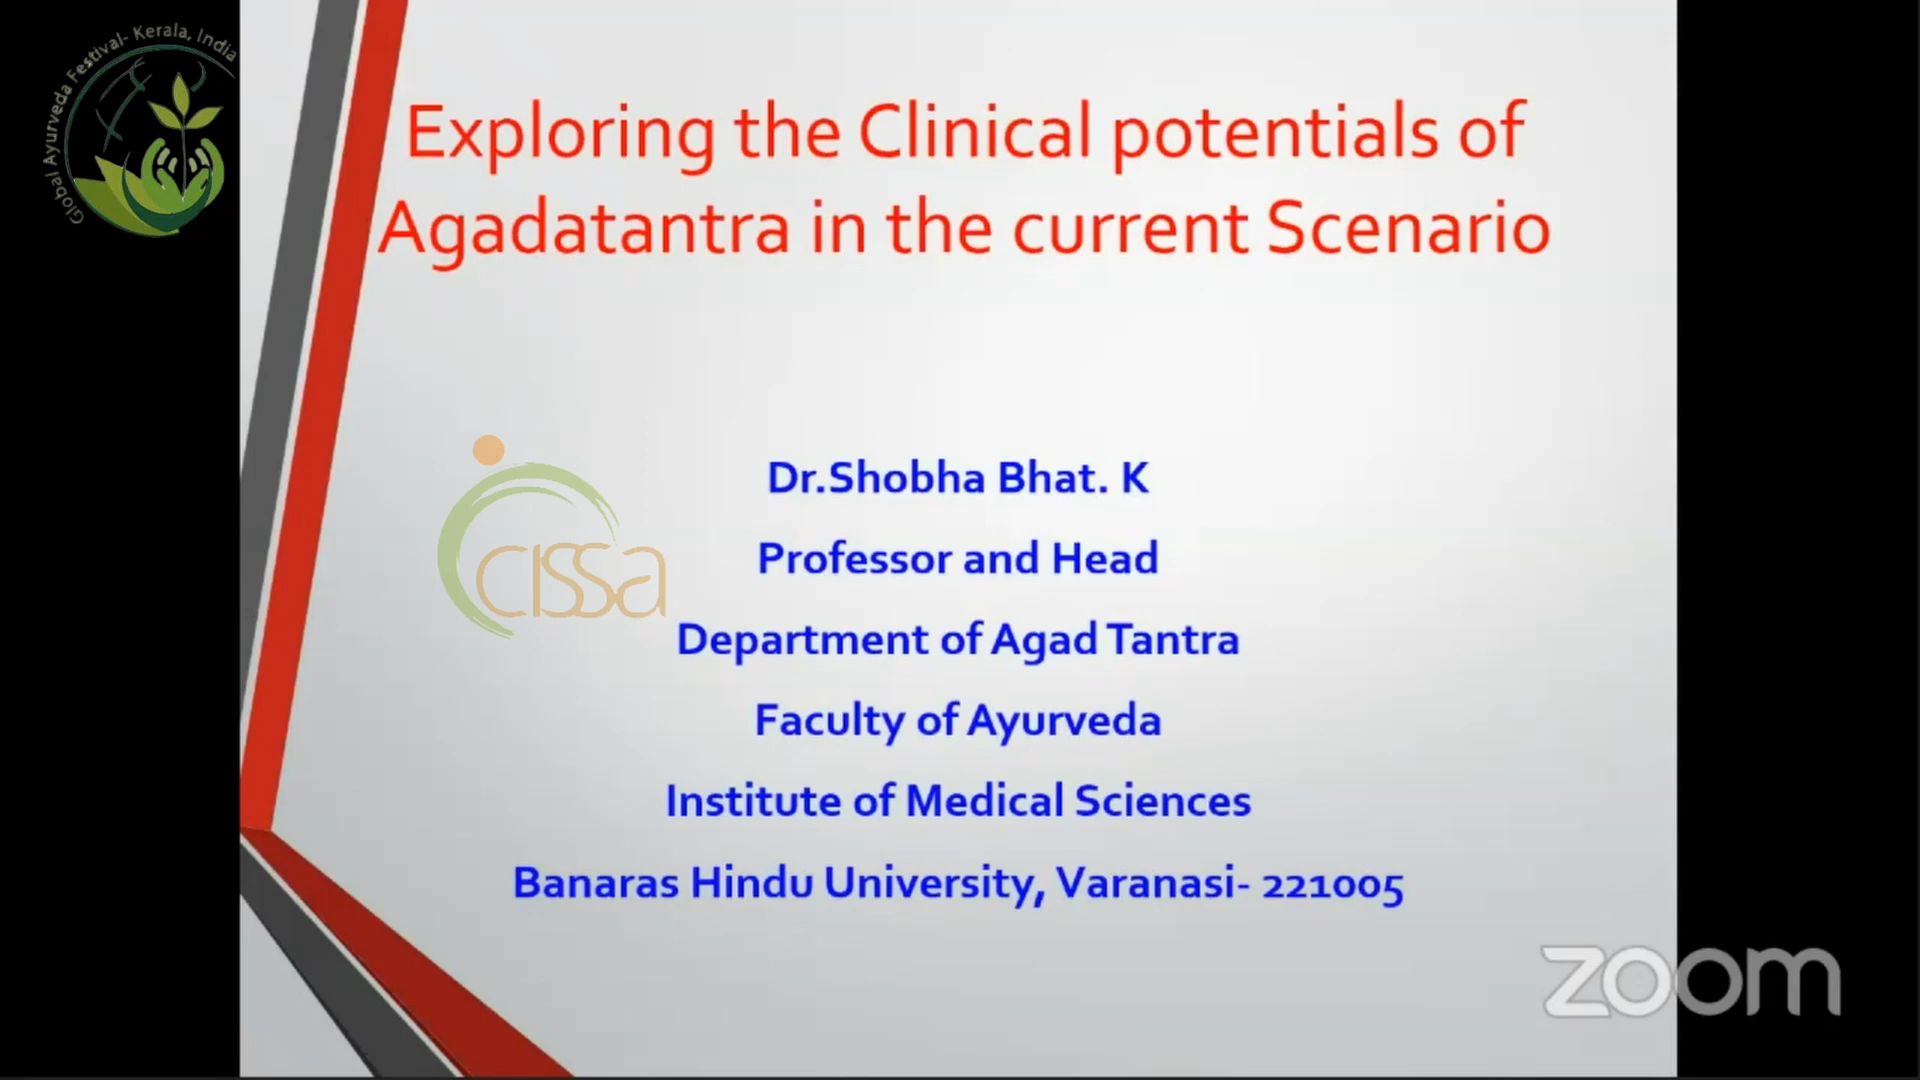 Global Ayurveda Festival- Kerala, India
Exploring the Clinical potentials of
Agadatantra in the current Scenario
Dr.Shobha Bhat. K
cissa
Professor and Head
Department of Agad Tantra
Faculty of Ayurveda
Institute of Medical Sciences
Banaras Hindu University, Varanasi- 221005
zoom